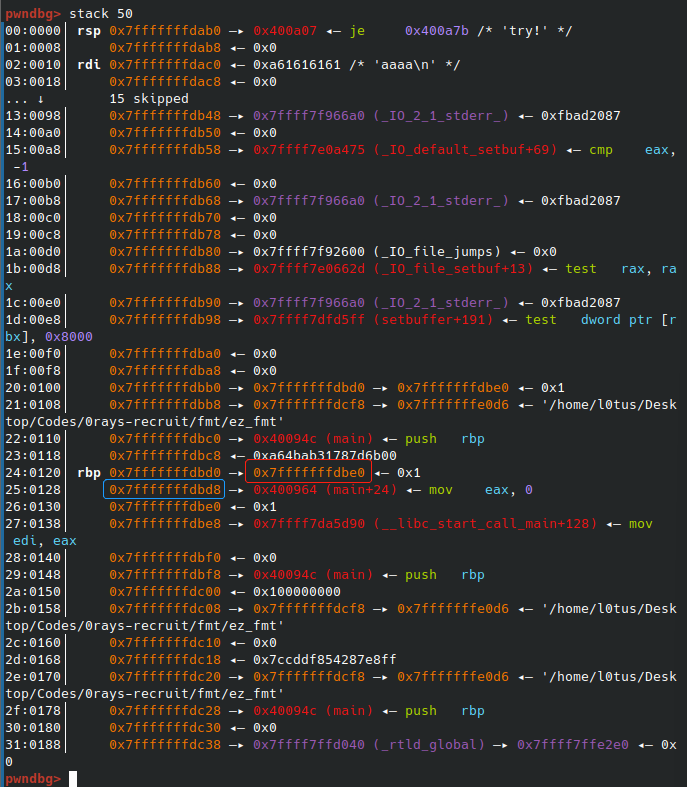 pwndbg> stack 50
00:0000│ rsp 0x7fffffffdab0 —▸ 0x400a07 ◂— je     0x400a7b /* 'try!' */
01:0008│     0x7fffffffdab8 ◂— 0x0
02:0010│ rdi 0x7fffffffdac0 ◂— 0xa61616161 /* 'aaaa\n' */
03:0018│     0x7fffffffdac8 ◂— 0x0
... ↓        15 skipped
13:0098│     0x7fffffffdb48 —▸ 0x7ffff7f966a0 (_IO_2_1_stderr_) ◂— 0xfbad2087
14:00a0│     0x7fffffffdb50 ◂— 0x0
15:00a8│     0x7fffffffdb58 —▸ 0x7ffff7e0a475 (_IO_default_setbuf+69) ◂— cmp    eax,
 -1
16:00b0│     0x7fffffffdb60 ◂— 0x0
17:00b8│     0x7fffffffdb68 —▸ 0x7ffff7f966a0 (_IO_2_1_stderr_) ◂— 0xfbad2087
18:00c0│     0x7fffffffdb70 ◂— 0x0
19:00c8│     0x7fffffffdb78 ◂— 0x0
1a:00d0│     0x7fffffffdb80 —▸ 0x7ffff7f92600 (_IO_file_jumps) ◂— 0x0
1b:00d8│     0x7fffffffdb88 —▸ 0x7ffff7e0662d (_IO_file_setbuf+13) ◂— test   rax, ra
x
1c:00e0│     0x7fffffffdb90 —▸ 0x7ffff7f966a0 (_IO_2_1_stderr_) ◂— 0xfbad2087
1d:00e8│     0x7fffffffdb98 —▸ 0x7ffff7dfd5ff (setbuffer+191) ◂— test   dword ptr [r
bx], 0x8000
1e:00f0│     0x7fffffffdba0 ◂— 0x0
1f:00f8│     0x7fffffffdba8 ◂— 0x0
20:0100│     0x7fffffffdbb0 —▸ 0x7fffffffdbd0 —▸ 0x7fffffffdbe0 ◂— 0x1
21:0108│     0x7fffffffdbb8 —▸ 0x7fffffffdcf8 —▸ 0x7fffffffe0d6 ◂— '/home/l0tus/Desk
top/Codes/0rays-recruit/fmt/ez_fmt'
22:0110│     0x7fffffffdbc0 —▸ 0x40094c (main) ◂— push   rbp
23:0118│     0x7fffffffdbc8 ◂— 0xa64bab31787d6b00
24:0120│ rbp 0x7fffffffdbd0 —▸ 0x7fffffffdbe0 ◂— 0x1
25:0128│     0x7fffffffdbd8 —▸ 0x400964 (main+24) ◂— mov    eax, 0
26:0130│     0x7fffffffdbe0 ◂— 0x1
27:0138│     0x7fffffffdbe8 —▸ 0x7ffff7da5d90 (__libc_start_call_main+128) ◂— mov
 edi, eax
28:0140│     0x7fffffffdbf0 ◂— 0x0
29:0148│     0x7fffffffdbf8 —▸ 0x40094c (main) ◂— push   rbp
2a:0150│     0x7fffffffdc00 ◂— 0x100000000
2b:0158│     0x7fffffffdc08 —▸ 0x7fffffffdcf8 —▸ 0x7fffffffe0d6 ◂— '/home/l0tus/Desk
top/Codes/0rays-recruit/fmt/ez_fmt'
2c:0160│     0x7fffffffdc10 ◂— 0x0
2d:0168│     0x7fffffffdc18 ◂— 0x7ccddf854287e8ff
2e:0170│     0x7fffffffdc20 —▸ 0x7fffffffdcf8 —▸ 0x7fffffffe0d6 ◂— '/home/l0tus/Desk
top/Codes/0rays-recruit/fmt/ez_fmt'
2f:0178│     0x7fffffffdc28 —▸ 0x40094c (main) ◂— push   rbp
30:0180│     0x7fffffffdc30 ◂— 0x0
31:0188│     0x7fffffffdc38 —▸ 0x7ffff7ffd040 (_rtld_global) —▸ 0x7ffff7ffe2e0 ◂— 0x
0
pwndbg>